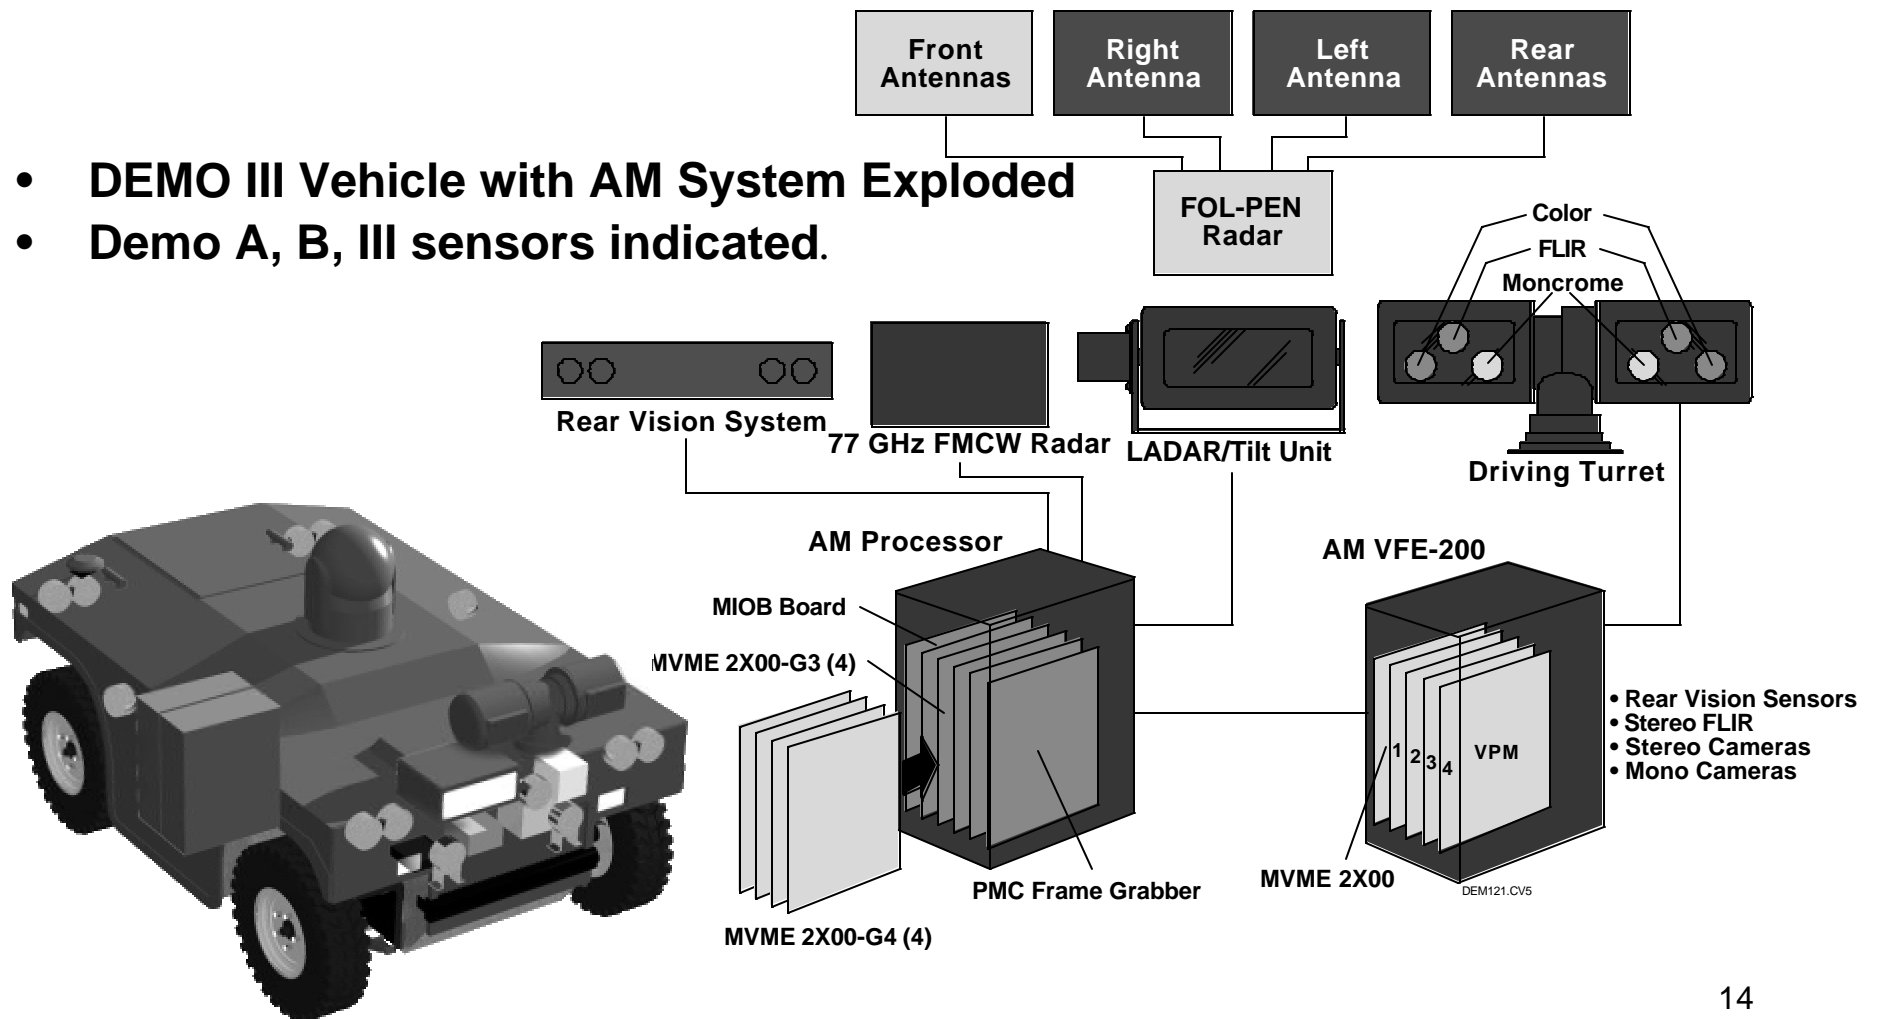 Front
Antennas
Right
Antenna
Left
Antenna
Rear
Antennas
• DEMO III Vehicle with AM System Exploded
• Demo A, B, III sensors indicated.
FOL-PEN
Radar
Color
FLIR
Moncrome
Rear Vision System
77 GHz FMCW Radar
LADAR/Tilt Unit
Driving Turret
AM Processor
AM VFE-200
MIOB Board
MVME 2X00-G3 (4)
• Rear Vision Sensors
• Stereo FLIR
• Stereo Cameras
• Mono Cameras
1 2 3 4 VPM
PMC Frame Grabber
MVME 2X00
DEM121.CV5
MVME 2X00-G4 (4)
14